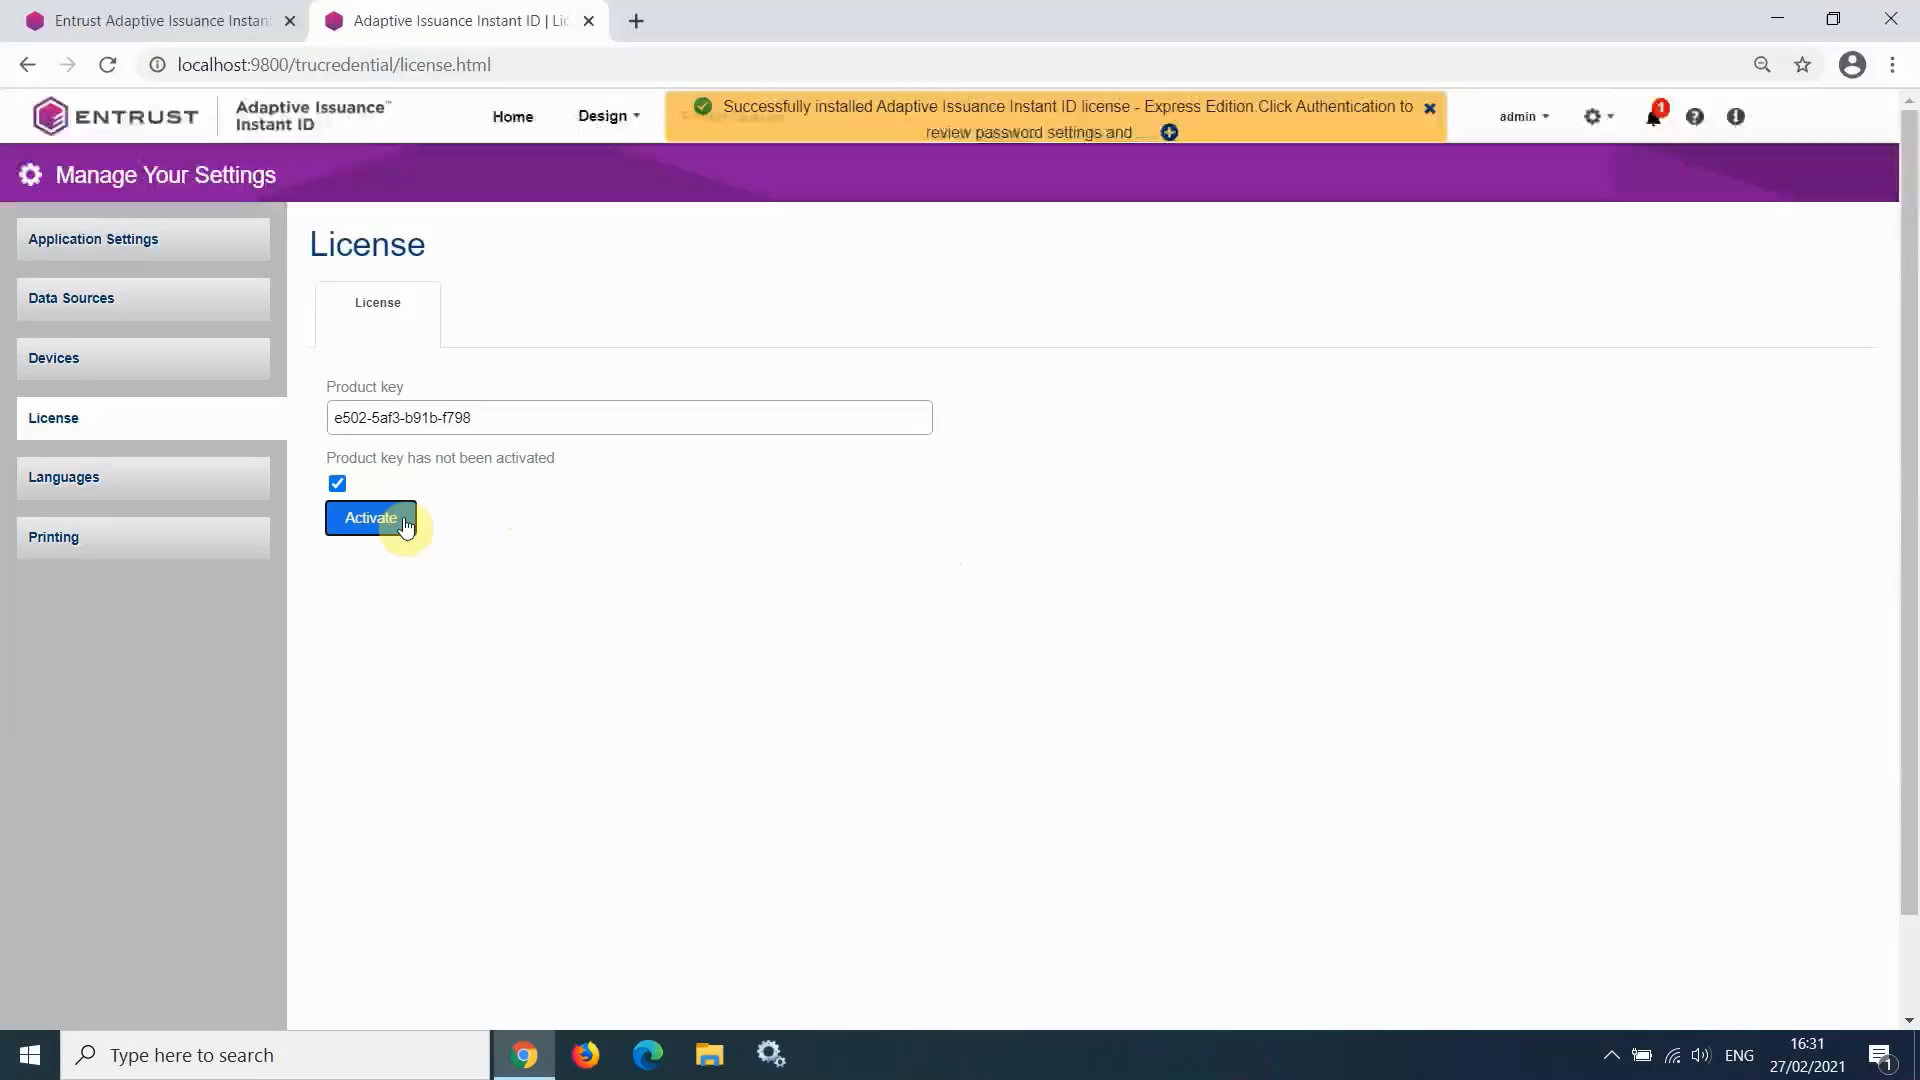 Entrust Adaptive Issuance Instan
Adaptive Issuance Instant ID | Lic
localhost:9800/trucredential/license.html
ENTRUST
Adaptive Issuance™
Instant ID
Home
Design
Successfully installed Adaptive Issuance Instant ID license - Express Edition.Click Authentication to
review password settings and
admin
1
Manage Your Settings
Application Settings
Data Sources
Devices
License
Languages
Printing
License
License
Product key
e502-5af3-b91b-f798
Product key has not been activated
Activate
Type here to search
ENG
16:31
27/02/2021
1